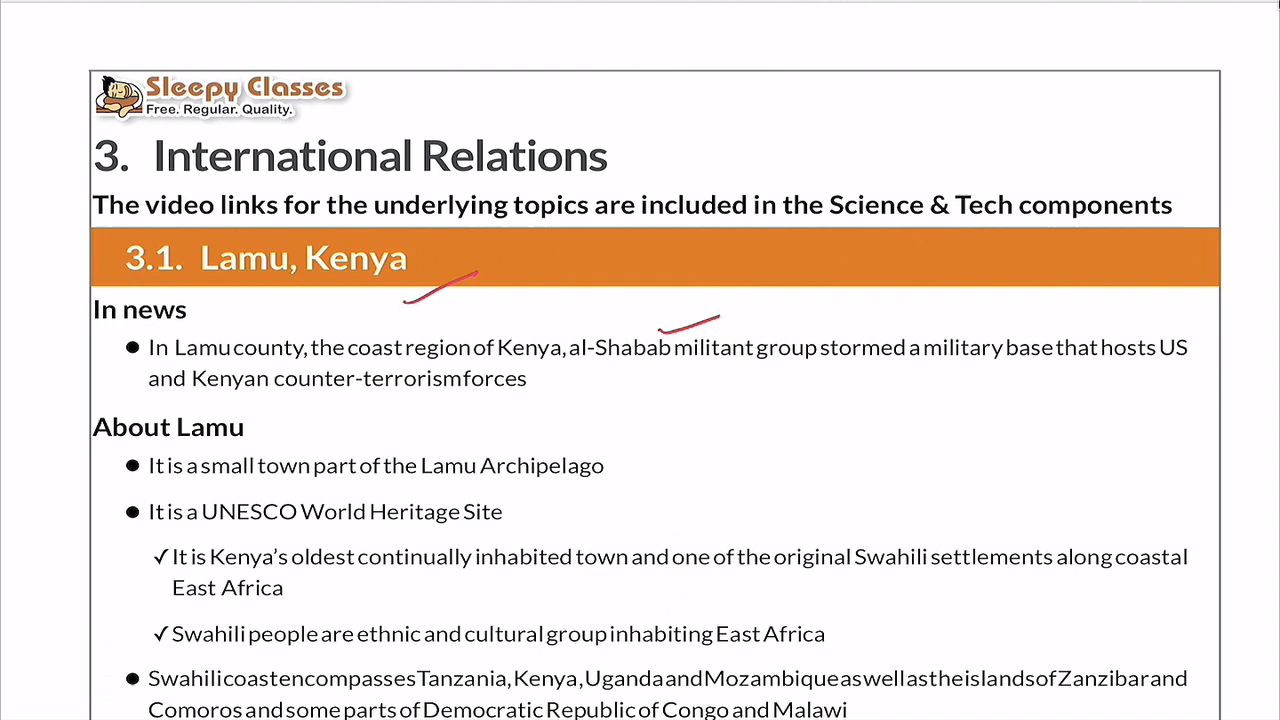 Sleepy Classes
Free. Regular. Quality.
3. International Relations
The video links for the underlying topics are included in the Science & Tech components
3.1. Lamu, Kenya
In news
● In Lamu county, the coast region of Kenya, al-Shabab militant group stormed a military base that hosts US
and Kenyan counter-terrorism forces
About Lamu
● It is a small town part of the Lamu Archipelago
● It is a UNESCO World Heritage Site
✓ It is Kenya’s oldest continually inhabited town and one of the original Swahili settlements along coastal
East Africa
✓ Swahili people are ethnic and cultural group inhabiting East Africa
● Swahili coast encompasses Tanzania, Kenya, Uganda and Mozambique as well as the islands of Zanzibar and
Comoros and some parts of Democratic Republic of Congo and Malawi